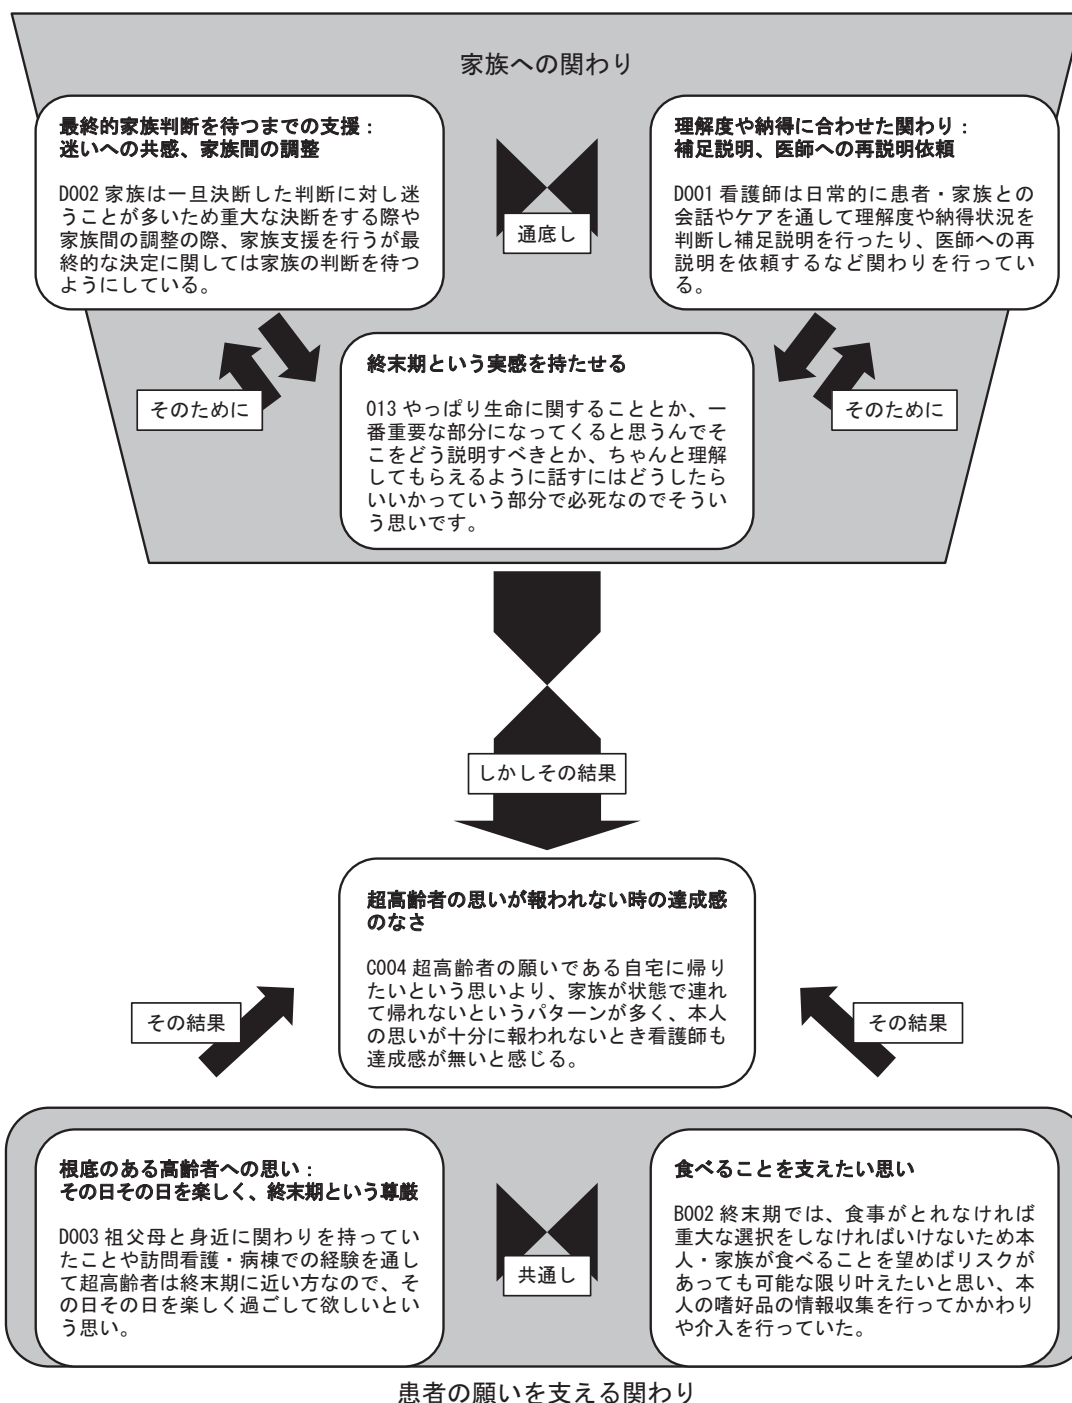 家族への関わり
最終的家族判断を待つまでの支援：
迷いへの共感、家族間の調整
D002 家族は一旦決断した判断に対し迷
うことが多いため重大な決断をする際や
家族間の調整の際、家族支援を行うが最
終的な決定に関しては家族の判断を待つ
ようにしている。
通底し
理解度や納得に合わせた関わり：
補足説明、医師への再説明依頼
D001 看護師は日常的に患者・家族との
会話やケアを通して理解度や納得状況を
判断し補足説明を行ったり、医師への再
説明を依頼するなど関わりを行ってい
る。
そのために
終末期という実感を持たせる
013 やっぱり生命に関することとか、一
番重要な部分になってくると思うんでそ
こをどう説明すべきとか、ちゃんと理解
してもらえるように話すにはどうしたら
いいかっていう部分で必死なのでそうい
う思いです。
そのために
しかしその結果
超高齢者の思いが報われない時の達成感
のなさ
C004 超高齢者の願いである自宅に帰り
たいという思いより、家族が状態で連れ
て帰れないというパターンが多く、本人
の思いが十分に報われないとき看護師も
達成感が無いと感じる。
その結果
その結果
根底のある高齢者への思い：
その日その日を楽しく、終末期という尊厳
D003 祖父母と身近に関わりを持ってい
たことや訪問看護・病棟での経験を通し
て超高齢者は終末期に近い方なので、そ
の日その日を楽しく過ごして欲しいとい
う思い。
共通し
食べることを支えたい思い
B002 終末期では、食事がとれなければ
重大な選択をしなければいけないため本
人・家族が食べることを望めばリスクが
あっても可能な限り叶えたいと思い、本
人の嗜好品の情報収集を行ってかかわり
や介入を行っていた。
患者の願いを支える関わり